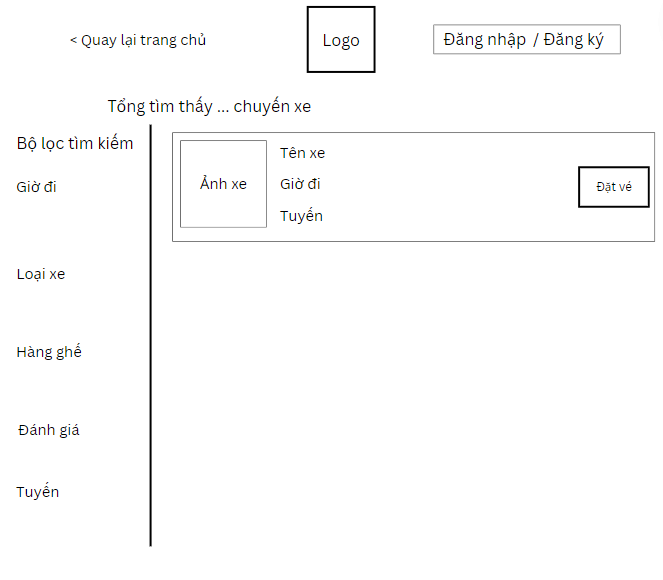 < Quay lại trang chủ
Logo
Đăng nhập / Đăng ký
Tổng tìm thấy ... chuyến xe
Bộ lọc tìm kiếm
Giờ đi
Loại xe
Hàng ghế
Đánh giá
Tuyến
Ảnh xe
Tên xe
Giờ đi
Tuyến
Đặt vé